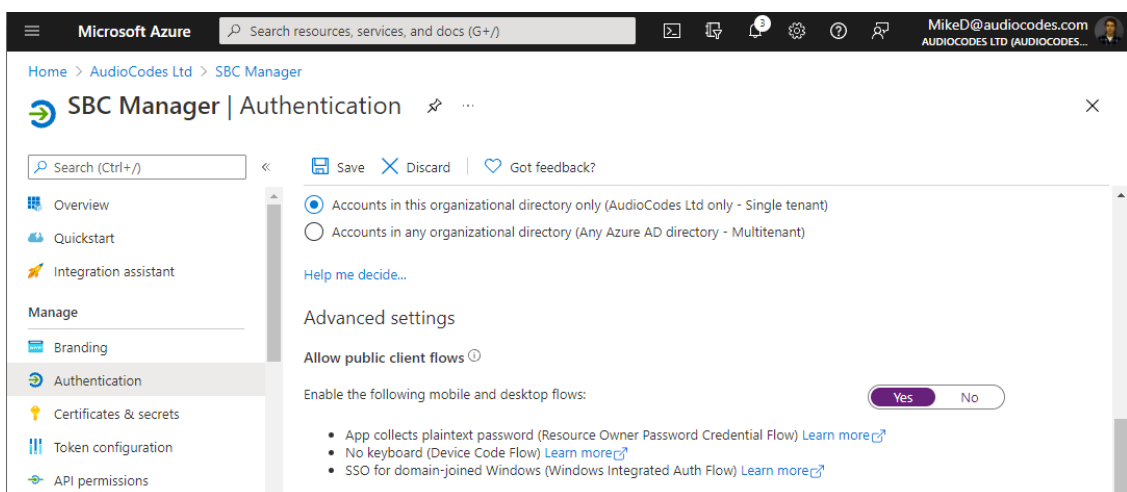 Microsoft Azure
Search resources, services, and docs (G+/)
3
MikeD@audiocodes.com
AUDIOCODES LTD (AUDIOCODES...
Home > AudioCodes Ltd > SBC Manager
SBC Manager | Authentication
Search (Ctrl+/)
Save
Discard
Got feedback?
Overview
Quickstart
Integration assistant
Manage
Branding
Authentication
Certificates & secrets
Token configuration
API permissions
Accounts in this organizational directory only (AudioCodes Ltd only - Single tenant)
Accounts in any organizational directory (Any Azure AD directory - Multitenant)
Help me decide...
Advanced settings
Allow public client flows
Enable the following mobile and desktop flows:
Yes
No
• App collects plaintext password (Resource Owner Password Credential Flow) Learn more
• No keyboard (Device Code Flow) Learn more
• SSO for domain-joined Windows (Windows Integrated Auth Flow) Learn more